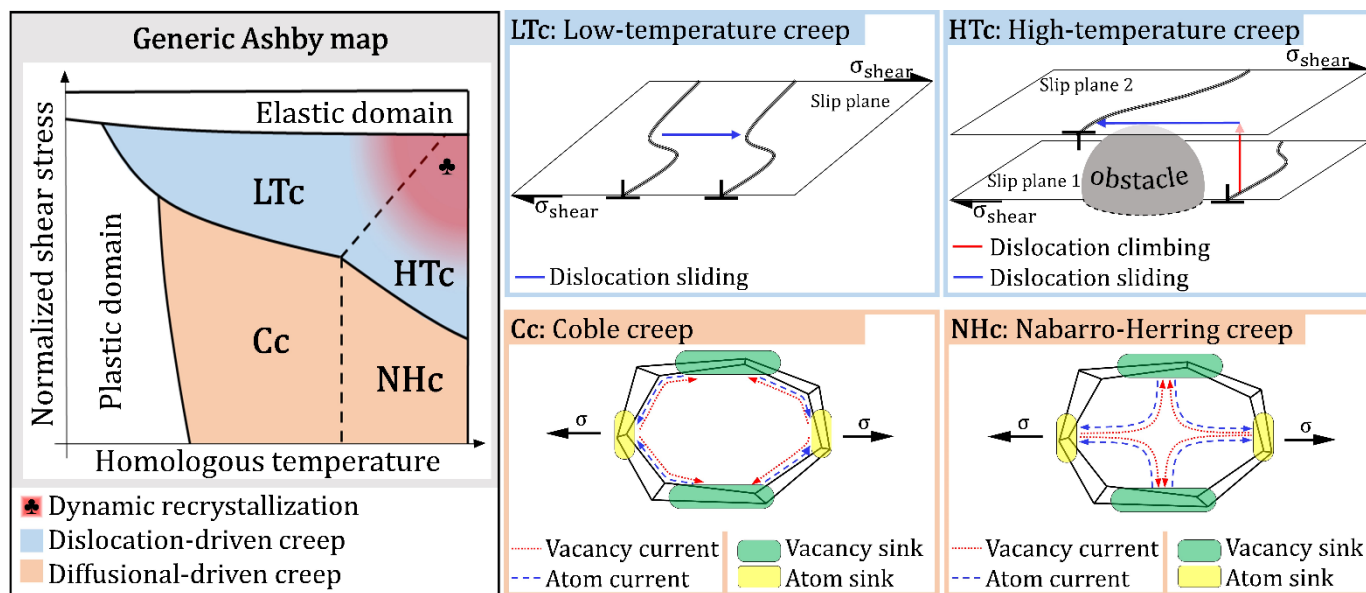 Generic Ashby map
Normalized shear stress
Homologous temperature
Elastic domain
Plastic domain
LTc
♣
HTc
Cc
NHc
♣ Dynamic recrystallization
Dislocation-driven creep
Diffusional-driven creep
LTc: Low-temperature creep
σshear
Slip plane
σshear
Dislocation sliding
HTc: High-temperature creep
σshear
Slip plane 2
Slip plane 1
obstacle
σshear
Dislocation climbing
Dislocation sliding
Cc: Coble creep
σ
σ
Vacancy current
Atom current
Vacancy sink
Atom sink
NHc: Nabarro-Herring creep
σ
σ
Vacancy current
Atom current
Vacancy sink
Atom sink